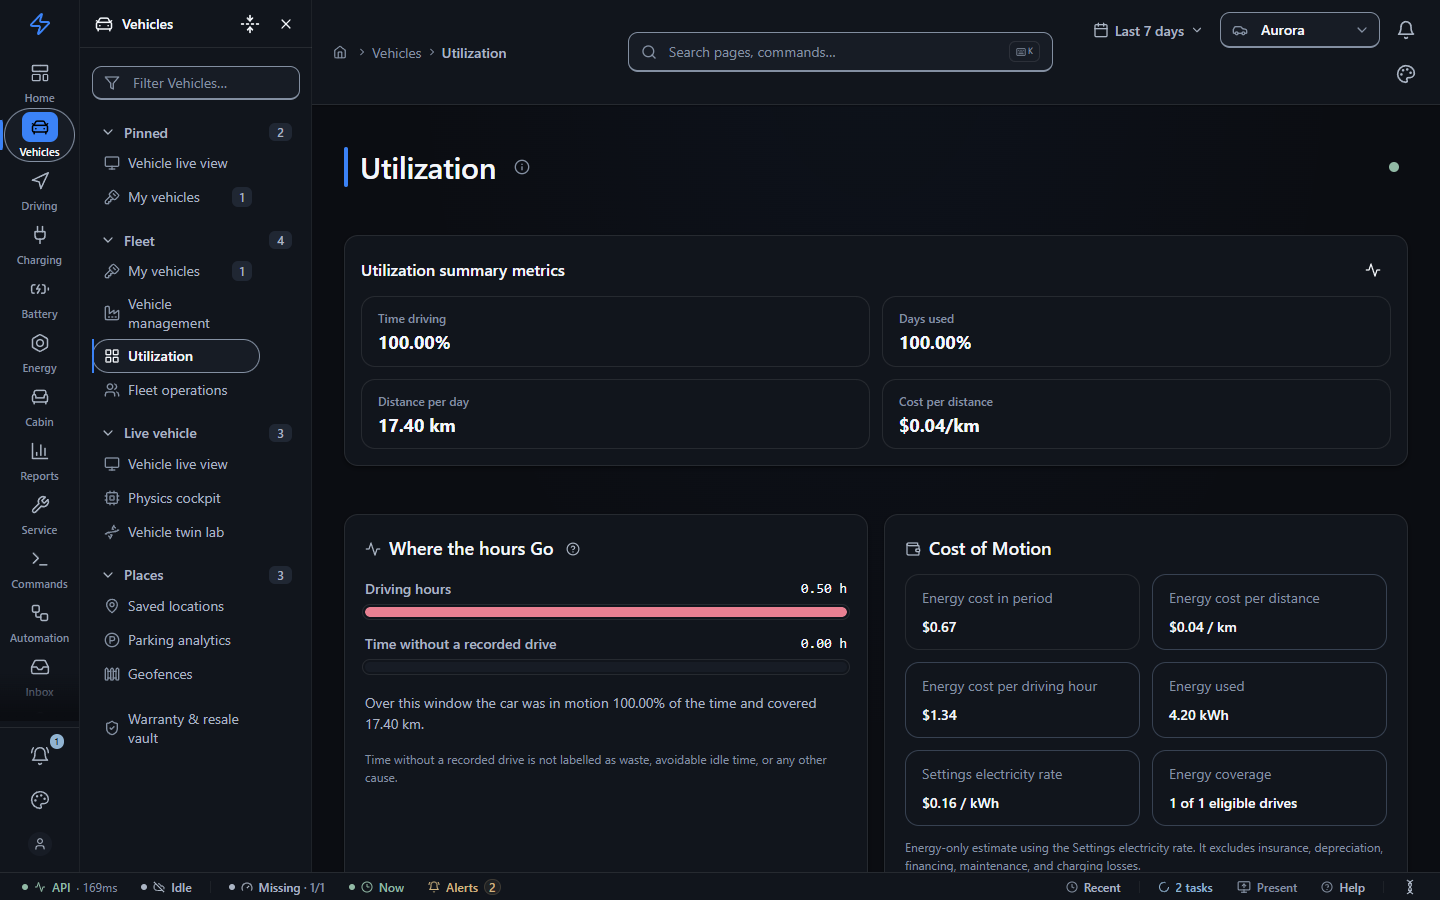 Home
Vehicles
Driving
Charging
Battery
Energy
Cabin
Reports
Service
Commands
Automation
Inbox
1
Vehicles
Filter Vehicles...
Pinned 2
Vehicle live view
My vehicles 1
Fleet 4
My vehicles 1
Vehicle
management
Utilization
Fleet operations
Live vehicle 3
Vehicle live view
Physics cockpit
Vehicle twin lab
Places 3
Saved locations
Parking analytics
Geofences
Warranty & resale
vault
Vehicles Utilization
Search pages, commands... K
Last 7 days
Aurora
Utilization
Utilization summary metrics
Time driving
100.00%
Days used
100.00%
Distance per day
17.40 km
Cost per distance
$0.04/km
Where the hours Go
Driving hours 0.50 h
Time without a recorded drive 0.00 h
Over this window the car was in motion 100.00% of the time and covered
17.40 km.
Time without a recorded drive is not labelled as waste, avoidable idle time, or any other
cause.
Cost of Motion
Energy cost in period
$0.67
Energy cost per distance
$0.04 / km
Energy cost per driving hour
$1.34
Energy used
4.20 kWh
Settings electricity rate
$0.16 / kWh
Energy coverage
1 of 1 eligible drives
Energy-only estimate using the Settings electricity rate. It excludes insurance, depreciation,
financing, maintenance, and charging losses.
API · 169ms Idle Missing · 1/1 Now Alerts 2 Recent 2 tasks Present Help